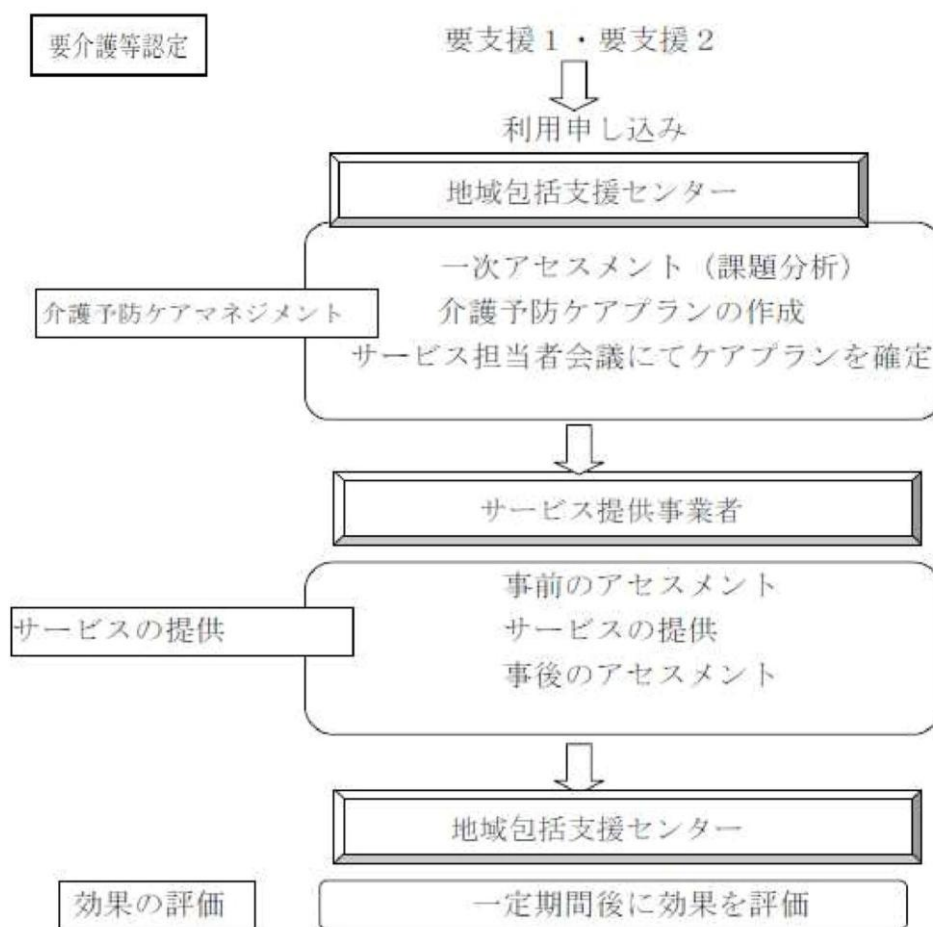 要介護等認定
要支援1・要支援2
利用申し込み
地域包括支援センター
一次アセスメント（課題分析）
介護予防ケアマネジメント
介護予防ケアプランの作成
サービス担当者会議にてケアプランを確定
サービス提供事業者
事前のアセスメント
サービスの提供
サービスの提供
事後のアセスメント
地域包括支援センター
効果の評価
一定期間後に効果を評価